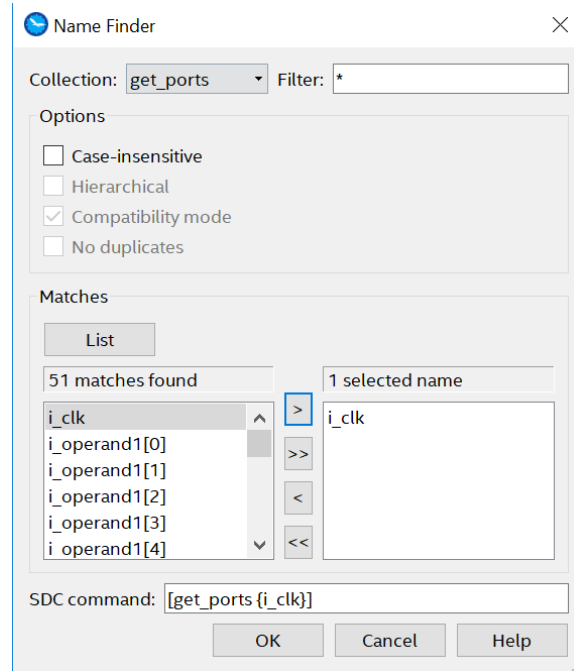 Name Finder
Collection: get_ports Filter: *
Options
Case-insensitive
Hierarchical
Compatibility mode
No duplicates
Matches
List
51 matches found 1 selected name
i_clk > i_clk
i_operand1[0]
i_operand1[1] >>
i_operand1[2]
i_operand1[3] <
i_operand1[4] <<
SDC command: [get_ports {i_clk}]
OK Cancel Help